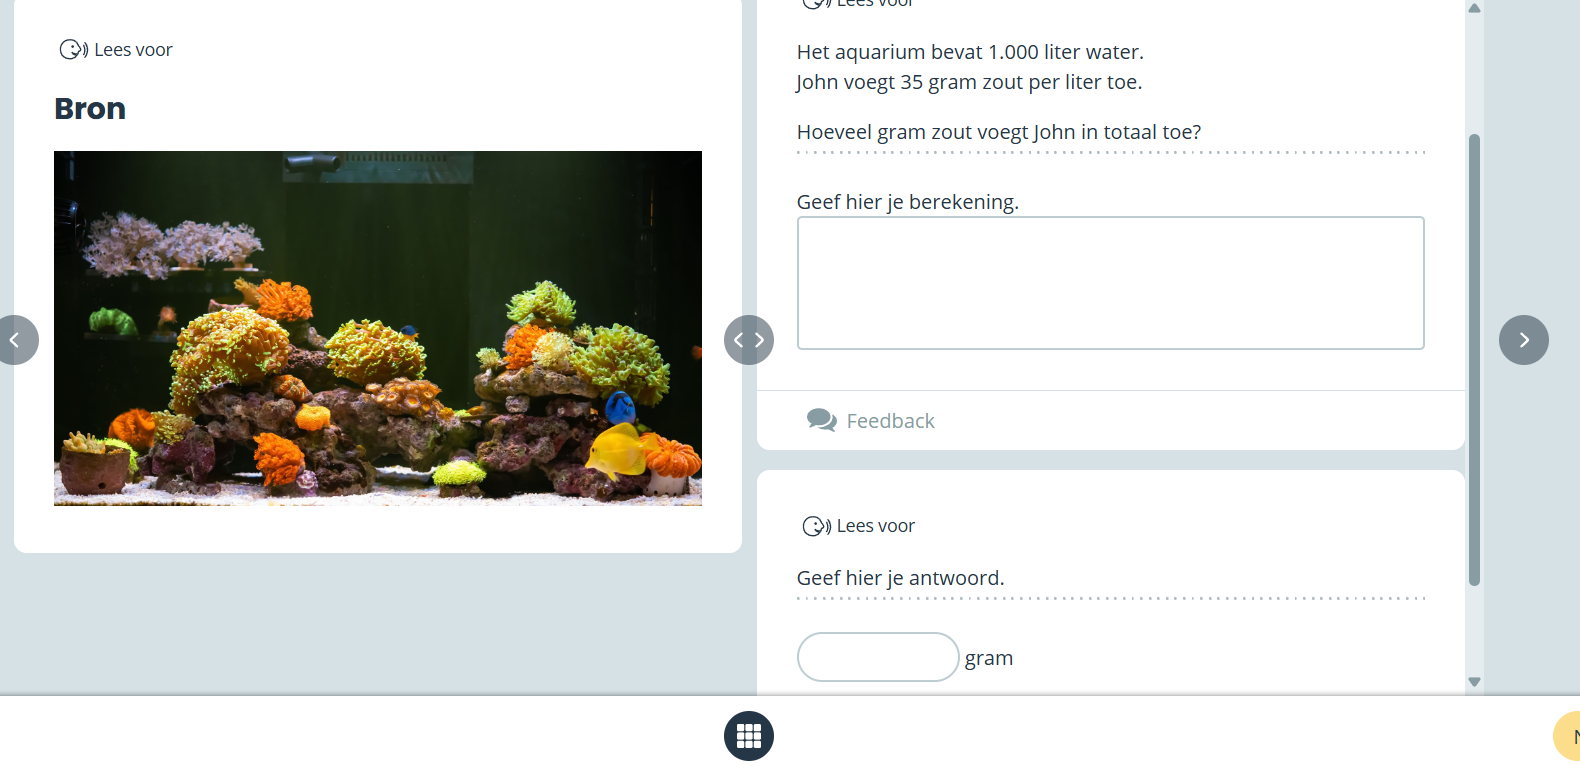 Lees voor
Bron
Lees voor
Het aquarium bevat 1.000 liter water.
John voegt 35 gram zout per liter toe.
Hoeveel gram zout voegt John in totaal toe?
Geef hier je berekening.
Feedback
Lees voor
Geef hier je antwoord.
gram